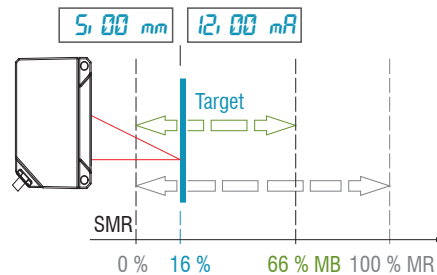 5,00 mm 12,00 mA
Target
SMR
0 % 16 % 66 % MB 100 % MR